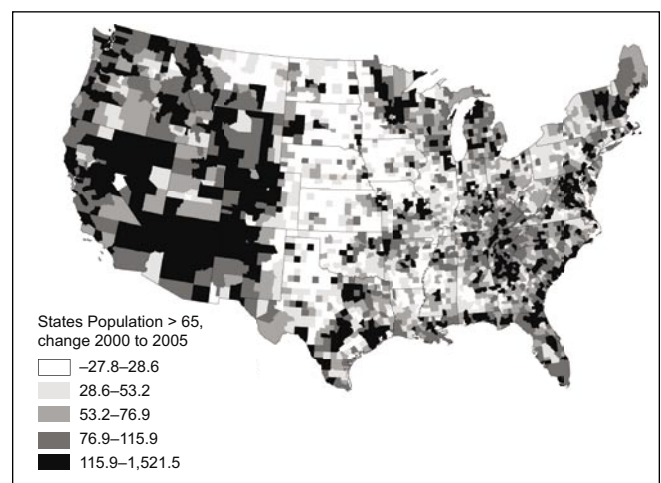 States Population > 65,
change 2000 to 2005
–27.8–28.6
28.6–53.2
53.2–76.9
76.9–115.9
115.9–1,521.5